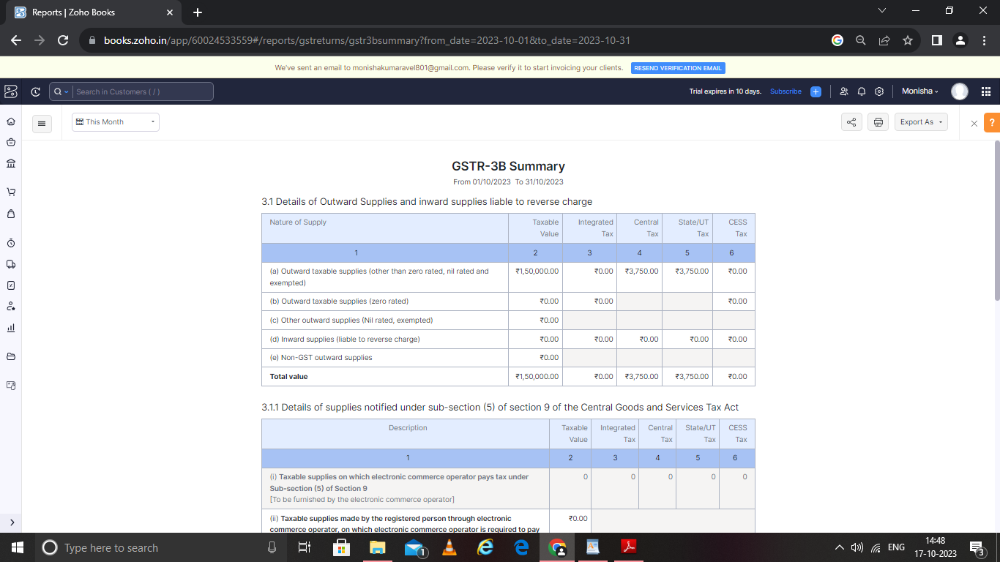 Reports | Zoho Books
books.zoho.in/app/60024533559#/reports/gstreturns/gstr3bsummary?from_date=2023-10-01&to_date=2023-10-31
We've sent an email to monishakumaravel801@gmail.com. Please verify it to start invoicing your clients. RESEND VERIFICATION EMAIL
Search in Customers ( / ) Trial expires in 10 days. Subscribe Monisha
This Month Export As ?
GSTR-3B Summary
From 01/10/2023 To 31/10/2023
3.1 Details of Outward Supplies and inward supplies liable to reverse charge
Nature of Supply Taxable Integrated Central State/UT CESS
Value Tax Tax Tax Tax
1 2 3 4 5 6
(a) Outward taxable supplies (other than zero rated, nil rated and ₹1,50,000.00 ₹0.00 ₹3,750.00 ₹3,750.00 ₹0.00
exempted)
(b) Outward taxable supplies (zero rated) ₹0.00 ₹0.00 ₹0.00
(c) Other outward supplies (Nil rated, exempted) ₹0.00
(d) Inward supplies (liable to reverse charge) ₹0.00 ₹0.00 ₹0.00 ₹0.00 ₹0.00
(e) Non-GST outward supplies ₹0.00
Total value ₹1,50,000.00 ₹0.00 ₹3,750.00 ₹3,750.00 ₹0.00
3.1.1 Details of supplies notified under sub-section (5) of section 9 of the Central Goods and Services Tax Act
Description Taxable Integrated Central State/UT CESS
Value Tax Tax Tax Tax
1 2 3 4 5 6
(i) Taxable supplies on which electronic commerce operator pays tax under 0 0 0 0 0
Sub-section (5) of Section 9
[To be furnished by the electronic commerce operator]
(ii) Taxable supplies made by the registered person through electronic ₹0.00
commerce operator, on which electronic commerce operator is required to pay
Type here to search 1 ENG 14:48
17-10-2023 3